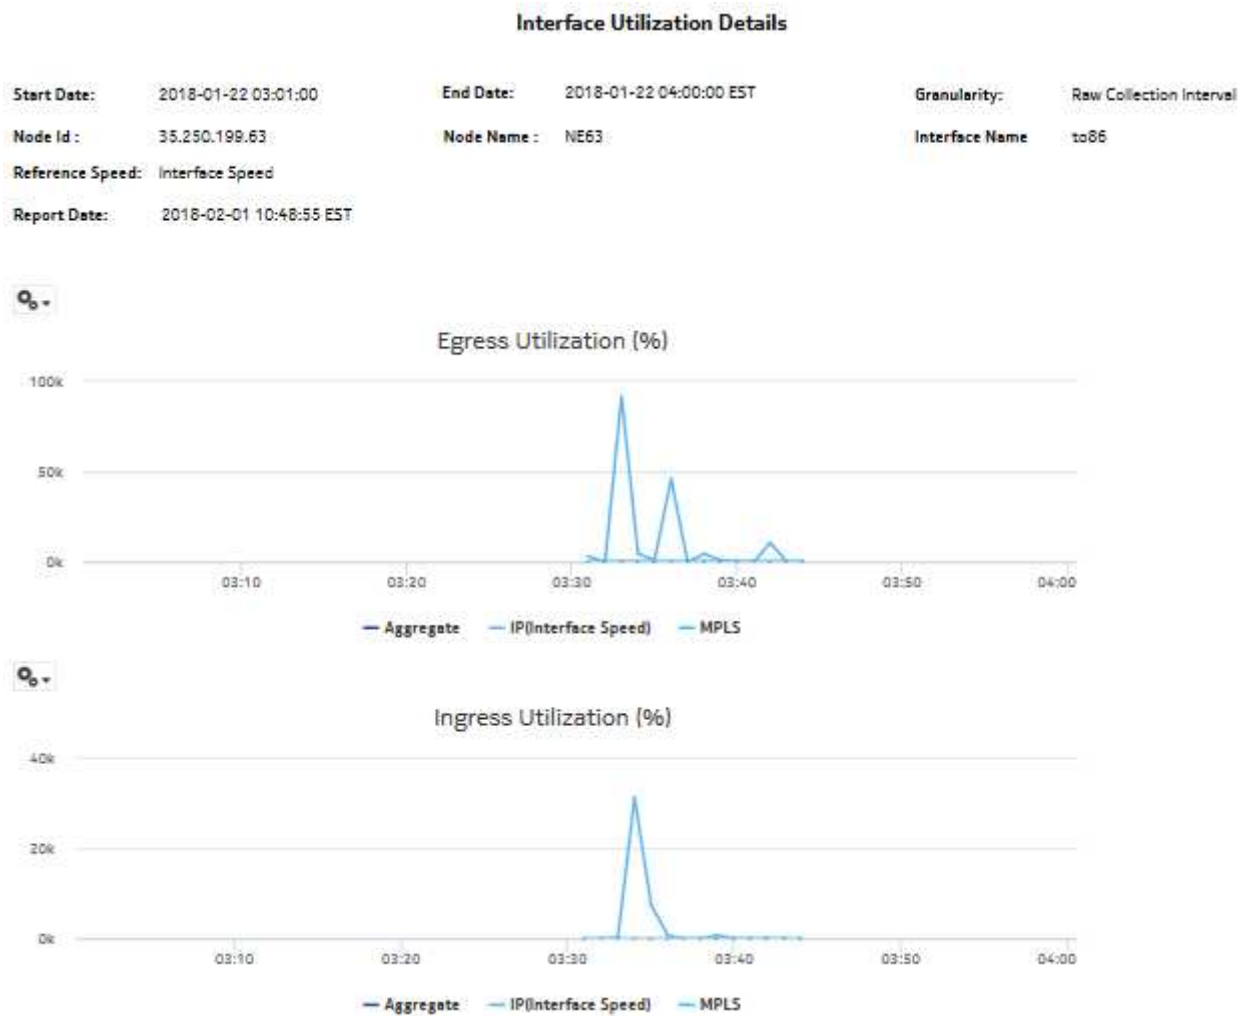 Interface Utilization Details
Start Date: 2018-01-22 03:01:00 End Date: 2018-01-22 04:00:00 EST Granularity: Raw Collection Interval
Node Id : 35.250.199.63 Node Name : NE63 Interface Name to86
Reference Speed: Interface Speed
Report Date: 2018-02-01 10:48:55 EST
Egress Utilization (%)
100k
50k
0k
03:10 03:20 03:30 03:40 03:50 04:00
Aggregate IP(Interface Speed) MPLS
Ingress Utilization (%)
40k
20k
0k
03:10 03:20 03:30 03:40 03:50 04:00
Aggregate IP(Interface Speed) MPLS